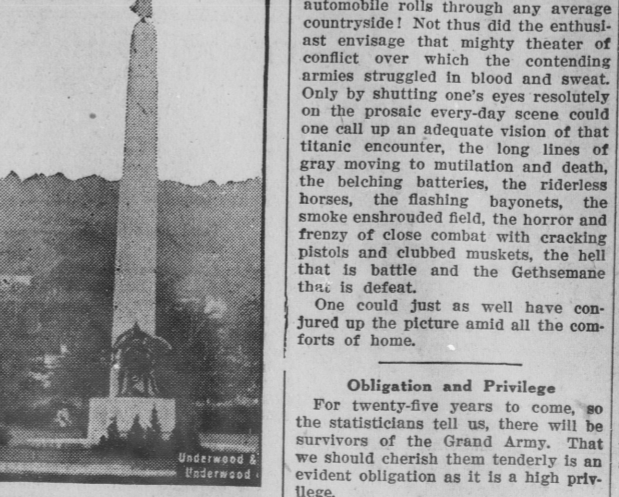 automobile rolls through any average
countryside! Not thus did the enthusi-
ast envisage that mighty theater of
conflict over which the contending
armies struggled in blood and sweat.
Only by shutting one's eyes resolutely
on the prosaic every-day scene could
one call up an adequate vision of that
titanic encounter, the long lines of
gray moving to mutilation and death,
the belching batteries, the riderless
horses, the flashing bayonets, the
smoke enshrouded field, the horror and
frenzy of close combat with cracking
pistols and clubbed muskets, the hell
that is battle and the Gethsemane
that is defeat.
One could just as well have con-
jured up the picture amid all the com-
forts of home.
Obligation and Privilege
For twenty-five years to come, so
the statisticians tell us, there will be
survivors of the Grand Army. That
we should cherish them tenderly is an
evident obligation as it is a high priv-
ilege.
Underwood &
Underwood